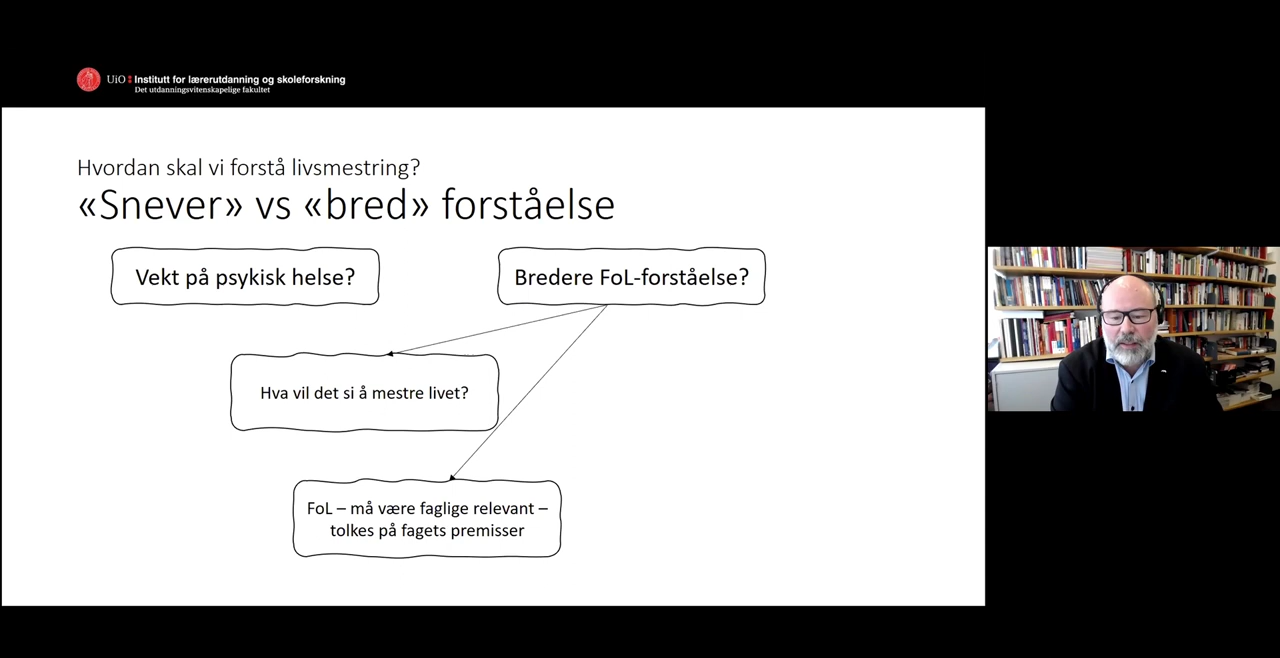 UiO Institutt for lærerutdanning og skoleforskning
Det utdanningsvitenskapelige fakultet
Hvordan skal vi forstå livsmestring?
«Snever» vs «bred» forståelse
Vekt på psykisk helse?
Bredere FoL-forståelse?
Hva vil det si å mestre livet?
FoL – må være faglige relevant –
tolkes på fagets premisser